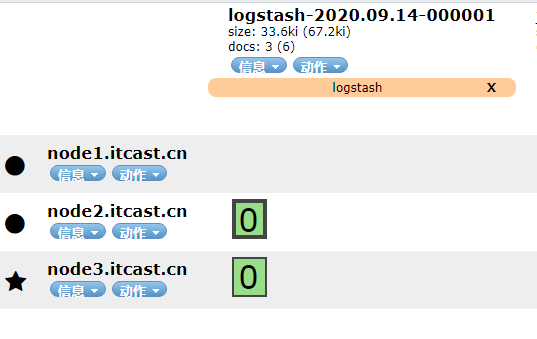 logstash-2020.09.14-000001
size: 33.6ki (67.2ki)
docs: 3 (6)
信息 动作
logstash X
node1.itcast.cn
信息 动作
node2.itcast.cn
信息 动作
0
node3.itcast.cn
信息 动作
0